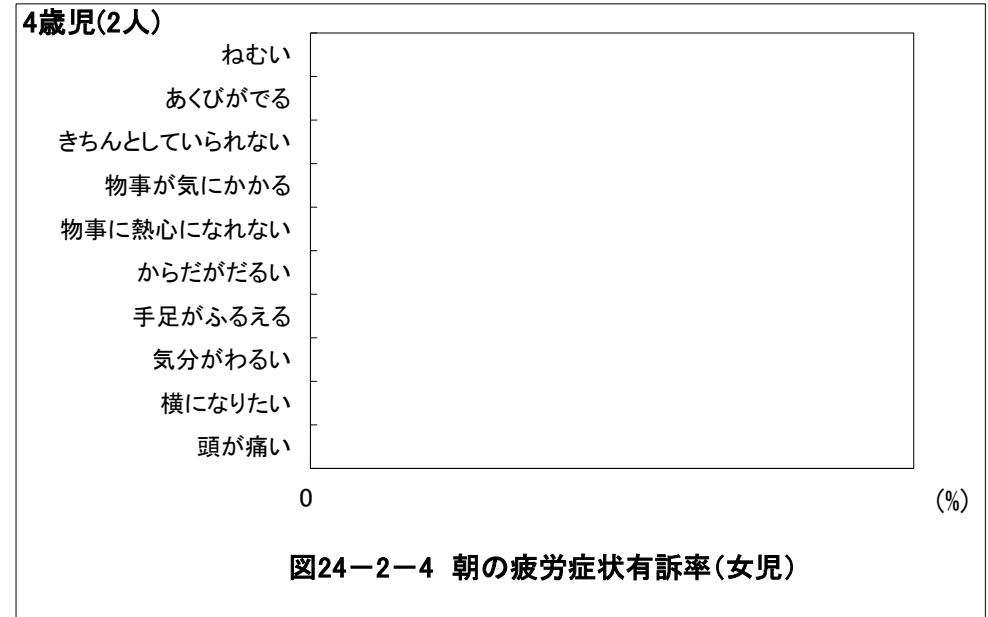 4歳児(2人)
ねむい
あくびがでる
きちんとしていられない
物事が気にかかる
物事に熱心になれない
からだがだるい
手足がふるえる
気分がわるい
横になりたい
頭が痛い
0
(%)
図24－2－4 朝の疲労症状有訴率（女児）